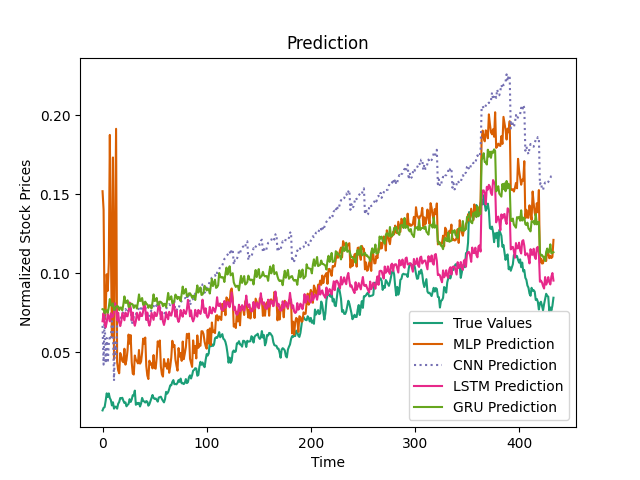 Prediction
Normalized Stock Prices
0.20
0.15
0.10
0.05
0
100
200
300
400
Time
True Values
MLP Prediction
CNN Prediction
LSTM Prediction
GRU Prediction